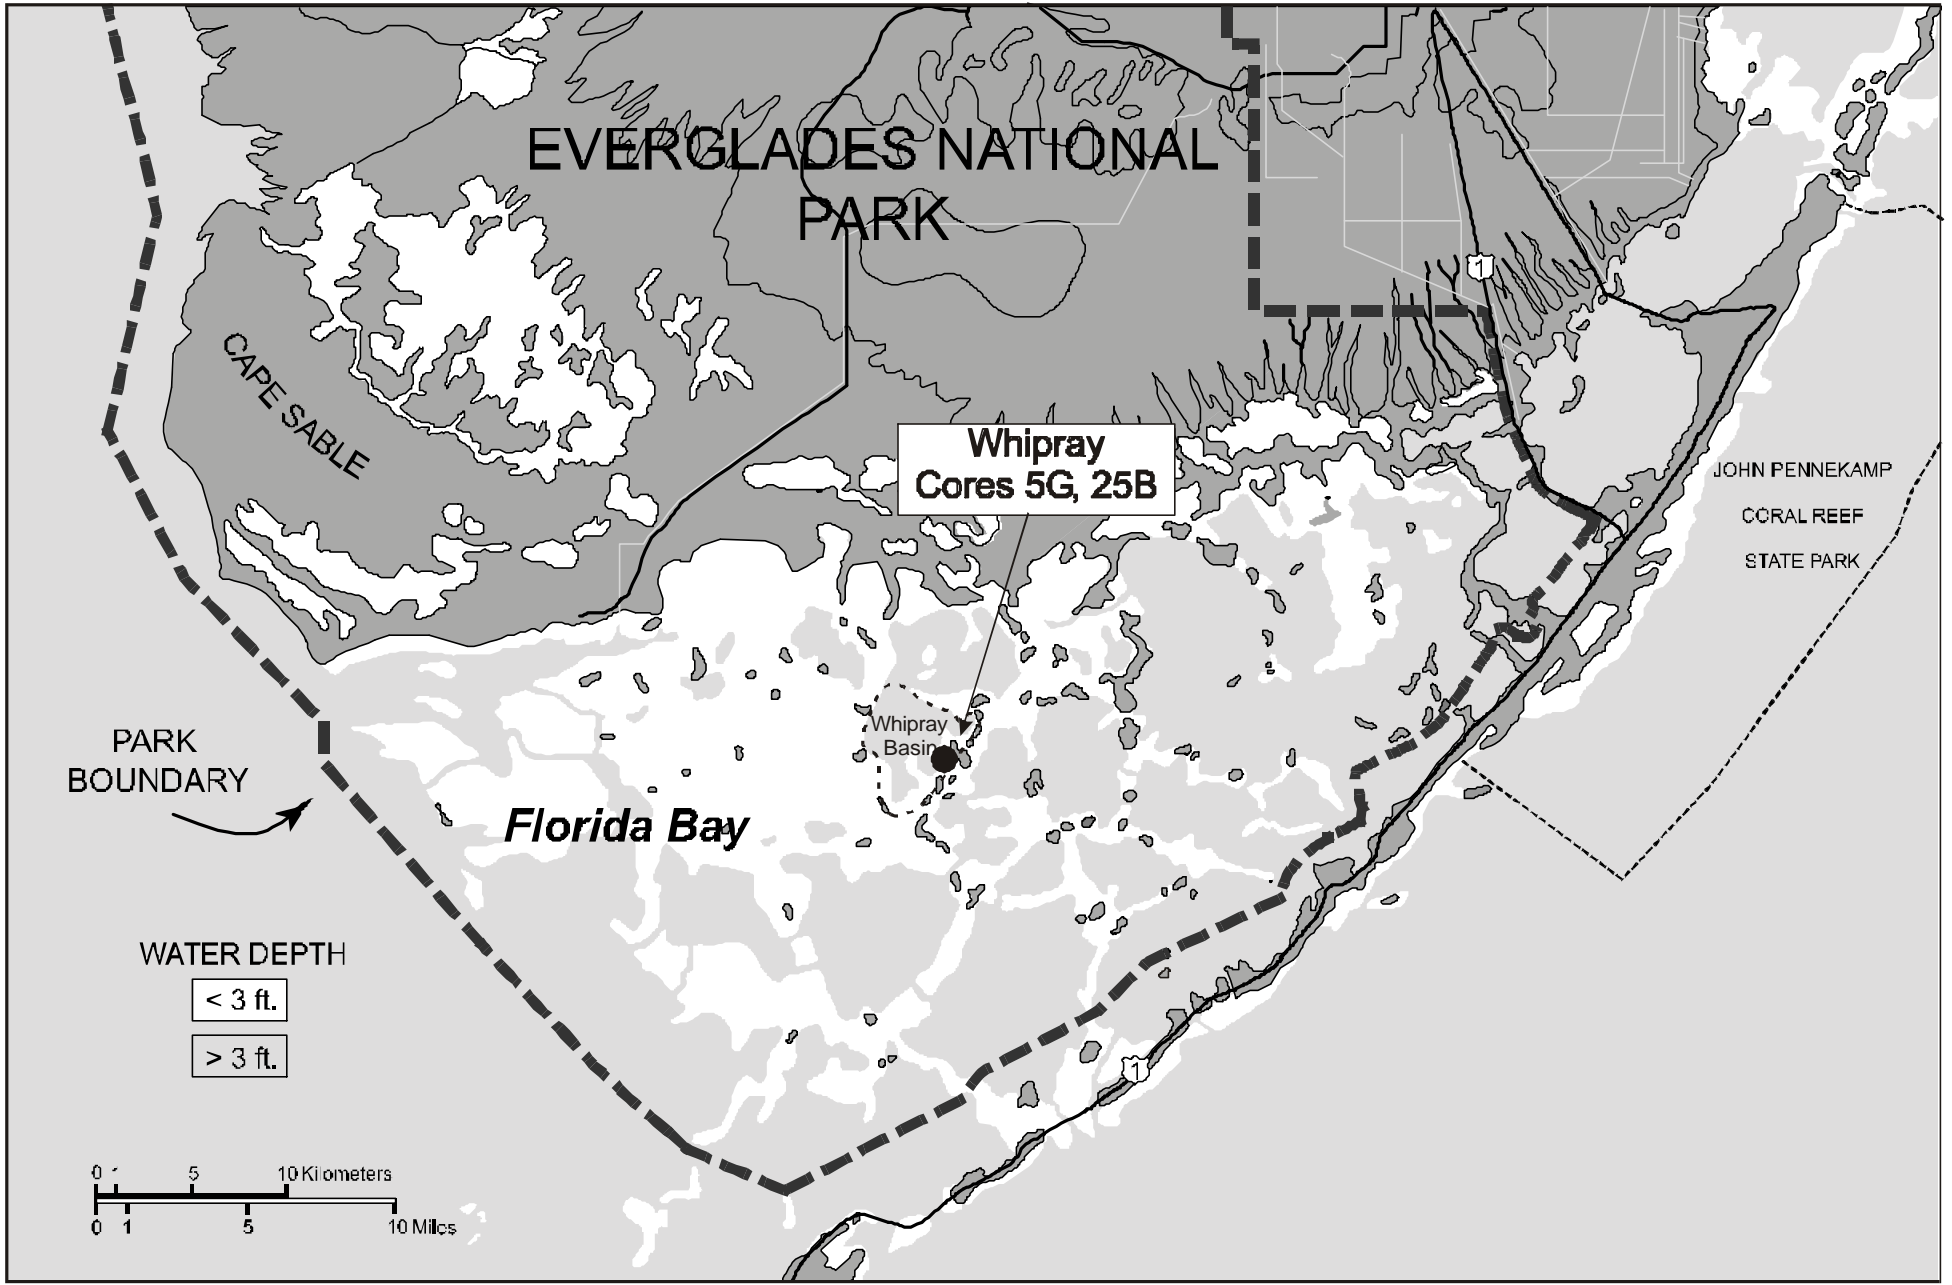 EVERGLADES NATIONAL
PARK
1
CAPE SABLE
Whipray
Cores 5G, 25B
JOHN PENNEKAMP
CORAL REEF
STATE PARK
Whipray
Basin
PARK
BOUNDARY
Florida Bay
WATER DEPTH
< 3 ft.
> 3 ft.
1
0 1 5 10 Kilometers
0 1 5 10 Miles